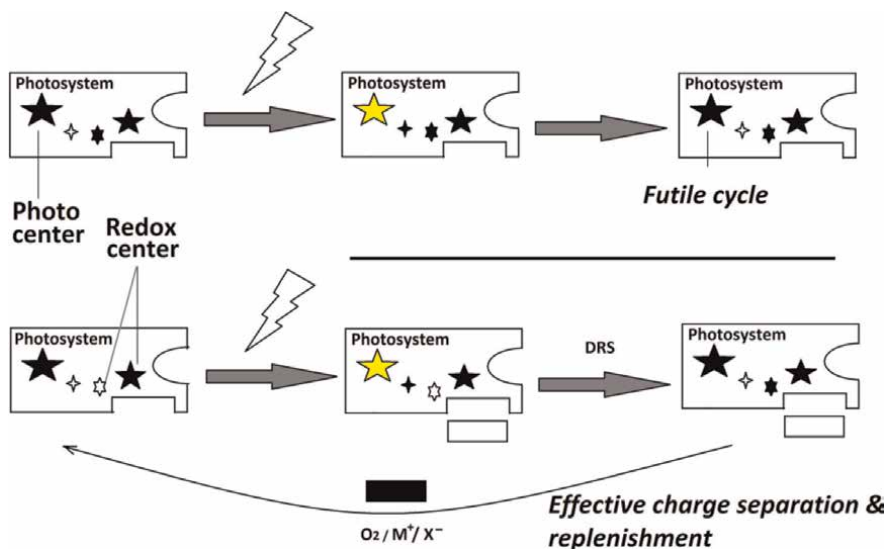 Photosystem
Photosystem
Photosystem
Futile cycle
Photo
center
Redox
center
Photosystem
Photosystem
DRS
Photosystem
O₂ / M⁺/ X⁻
Effective charge separation &
replenishment